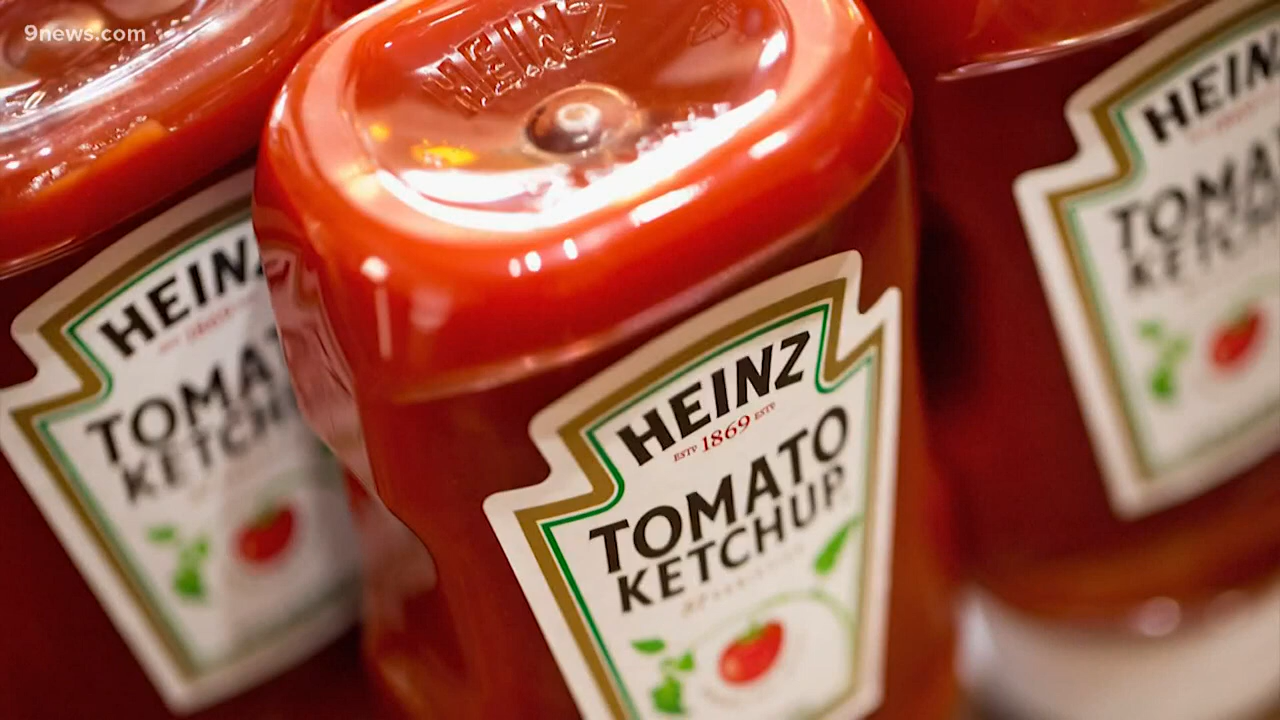 9news.com
HEINZ
HEINZ
TOMATO
KETCHUP
HEINZ
ESTD 1869 ESTD
TOMATO
KETCHUP
HEINZ
TOMATO
KETCHUP